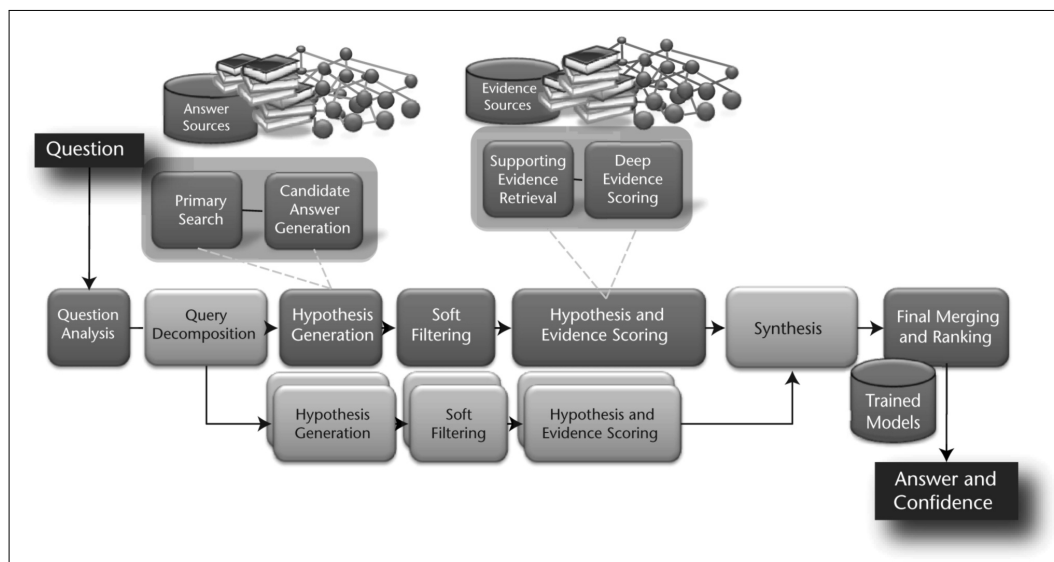 Answer
Sources
Evidence
Sources
Question
Primary
Search
Candidate
Answer
Generation
Supporting
Evidence
Retrieval
Deep
Evidence
Scoring
Question
Analysis
Query
Decomposition
Hypothesis
Generation
Soft
Filtering
Hypothesis and
Evidence Scoring
Synthesis
Final Merging
and Ranking
Trained
Models
Hypothesis
Generation
Soft
Filtering
Hypothesis and
Evidence Scoring
Answer and
Confidence